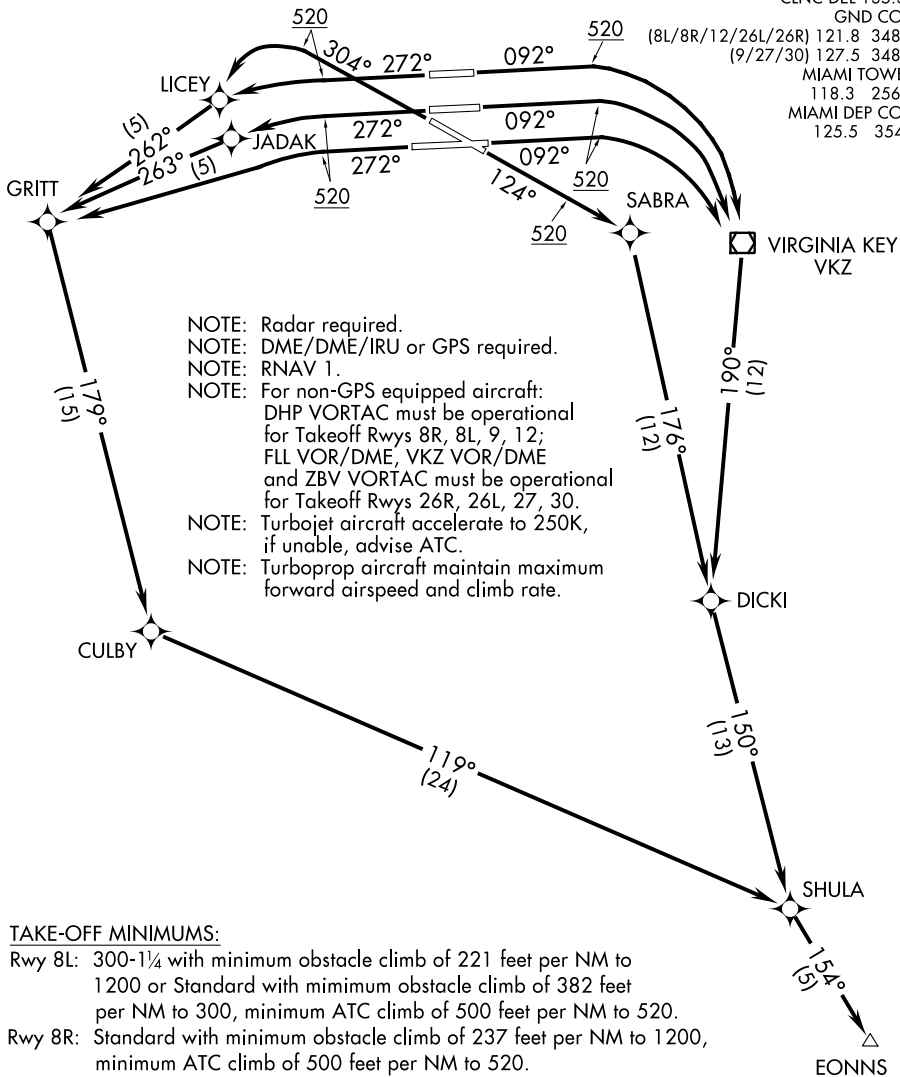 CLNC DEL 135.
GND CO
(8L/8R/12/26L/26R) 121.8 348
(9/27/30) 127.5 348
MIAMI TOWE
118.3 256
MIAMI DEP CO
125.5 354
520
304°
272°
092°
520
LICEY
(5)
262°
JADAK
263°
(5)
272°
092°
272°
092°
520
520
124°
520
GRITT
SABRA
VIRGINIA KEY
VKZ
NOTE: Radar required.
NOTE: DME/DME/IRU or GPS required.
NOTE: RNAV 1.
NOTE: For non-GPS equipped aircraft:
DHP VORTAC must be operational
for Takeoff Rwys 8R, 8L, 9, 12;
FLL VOR/DME, VKZ VOR/DME
and ZBV VORTAC must be operational
for Takeoff Rwys 26R, 26L, 27, 30.
NOTE: Turbojet aircraft accelerate to 250K,
if unable, advise ATC.
NOTE: Turboprop aircraft maintain maximum
forward airspeed and climb rate.
179°
(15)
176°
(12)
190°
(12)
DICKI
CULBY
119°
(24)
150°
(13)
SHULA
154°
(5)
EONNS
TAKE-OFF MINIMUMS:
Rwy 8L: 300-1¼ with minimum obstacle climb of 221 feet per NM to
1200 or Standard with mimimum obstacle climb of 382 feet
per NM to 300, minimum ATC climb of 500 feet per NM to 520.
Rwy 8R: Standard with minimum obstacle climb of 237 feet per NM to 1200,
minimum ATC climb of 500 feet per NM to 520.